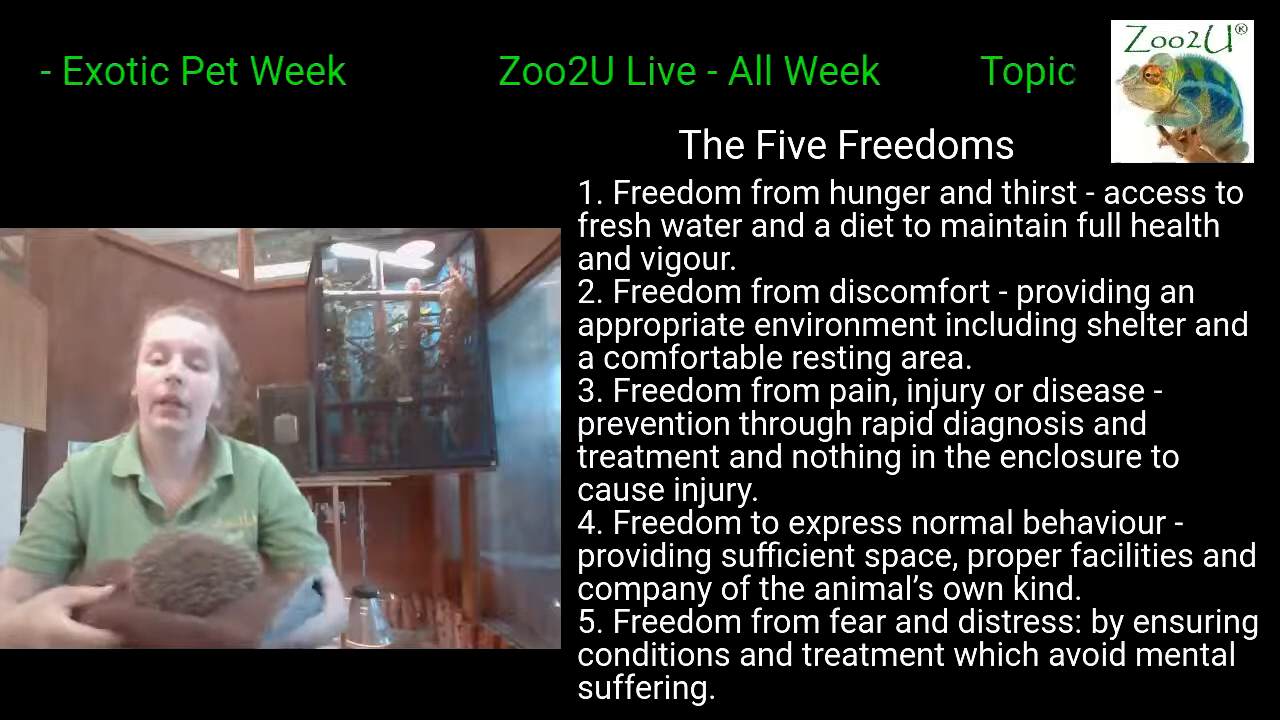 - Exotic Pet Week Zoo2U Live - All Week Topic
Zoo2U®
The Five Freedoms
1. Freedom from hunger and thirst - access to
fresh water and a diet to maintain full health
and vigour.
2. Freedom from discomfort - providing an
appropriate environment including shelter and
a comfortable resting area.
3. Freedom from pain, injury or disease -
prevention through rapid diagnosis and
treatment and nothing in the enclosure to
cause injury.
4. Freedom to express normal behaviour -
providing sufficient space, proper facilities and
company of the animal’s own kind.
5. Freedom from fear and distress: by ensuring
conditions and treatment which avoid mental
suffering.